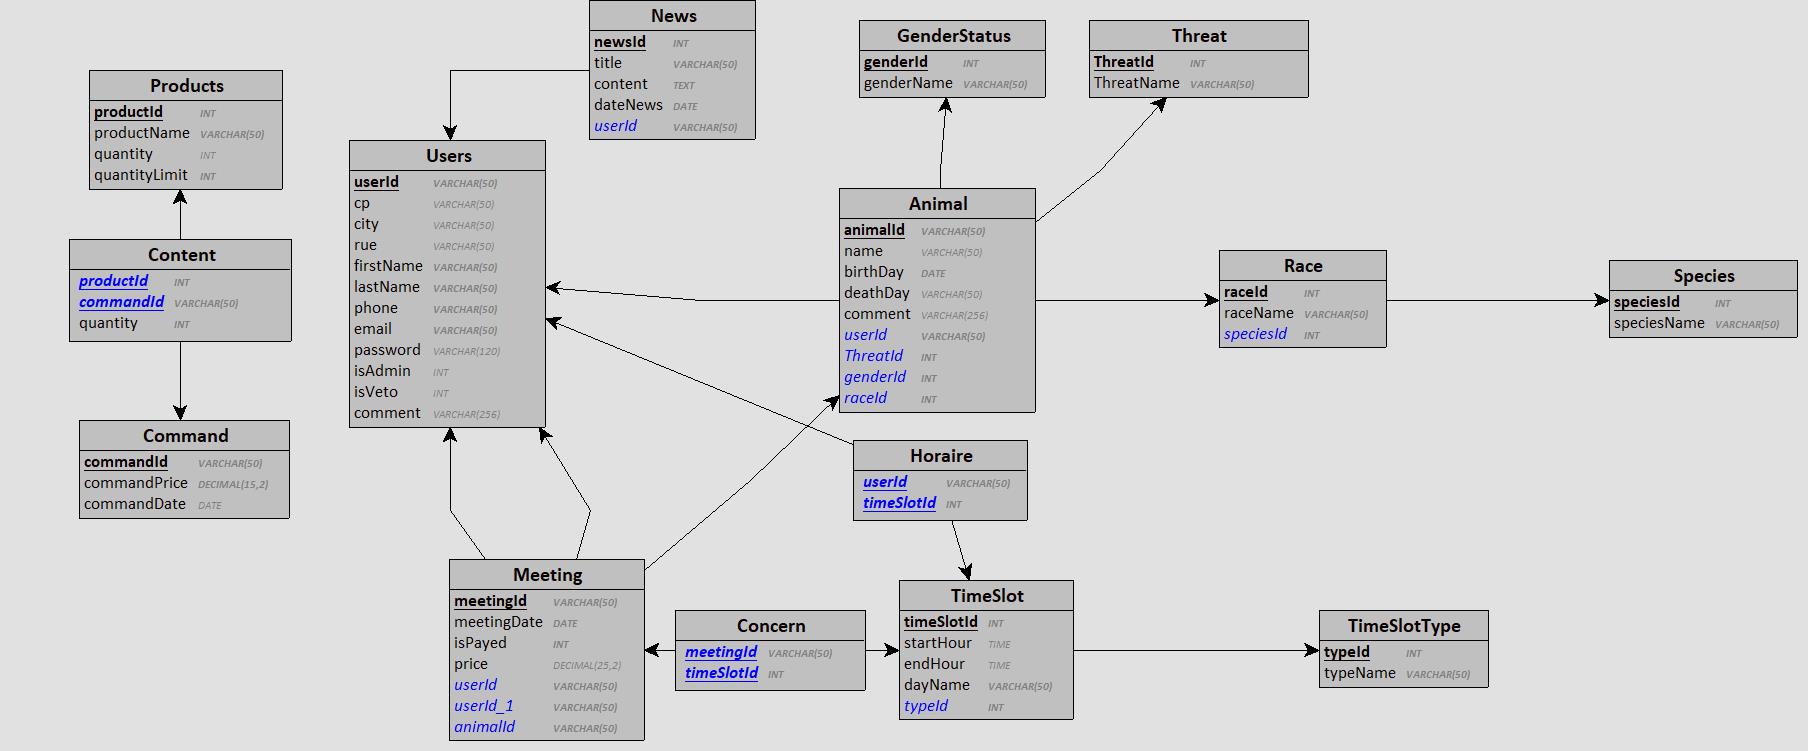 News
newsId INT
title VARCHAR(50)
content TEXT
dateNews DATE
userId VARCHAR(50)
GenderStatus
genderId INT
genderName VARCHAR(50)
Threat
ThreatId INT
ThreatName VARCHAR(50)
Products
productId INT
productName VARCHAR(50)
quantity INT
quantityLimit INT
Users
userId VARCHAR(50)
cp VARCHAR(50)
city VARCHAR(50)
rue VARCHAR(50)
firstName VARCHAR(50)
lastName VARCHAR(50)
phone VARCHAR(50)
email VARCHAR(50)
password VARCHAR(120)
isAdmin INT
isVeto INT
comment VARCHAR(256)
Animal
animalId VARCHAR(50)
name VARCHAR(50)
birthDay DATE
deathDay VARCHAR(50)
comment VARCHAR(256)
userId VARCHAR(50)
ThreatId INT
genderId INT
raceId INT
Content
productId INT
commandId VARCHAR(50)
quantity INT
Race
raceId INT
raceName VARCHAR(50)
speciesId INT
Species
speciesId INT
speciesName VARCHAR(50)
Command
commandId VARCHAR(50)
commandPrice DECIMAL(15,2)
commandDate DATE
Horaire
userId VARCHAR(50)
timeSlotId INT
Meeting
meetingId VARCHAR(50)
meetingDate DATE
isPayed INT
price DECIMAL(25,2)
userId VARCHAR(50)
userId_1 VARCHAR(50)
animalId VARCHAR(50)
Concern
meetingId VARCHAR(50)
timeSlotId INT
TimeSlot
timeSlotId INT
startHour TIME
endHour TIME
dayName VARCHAR(50)
typeId INT
TimeSlotType
typeId INT
typeName VARCHAR(50)